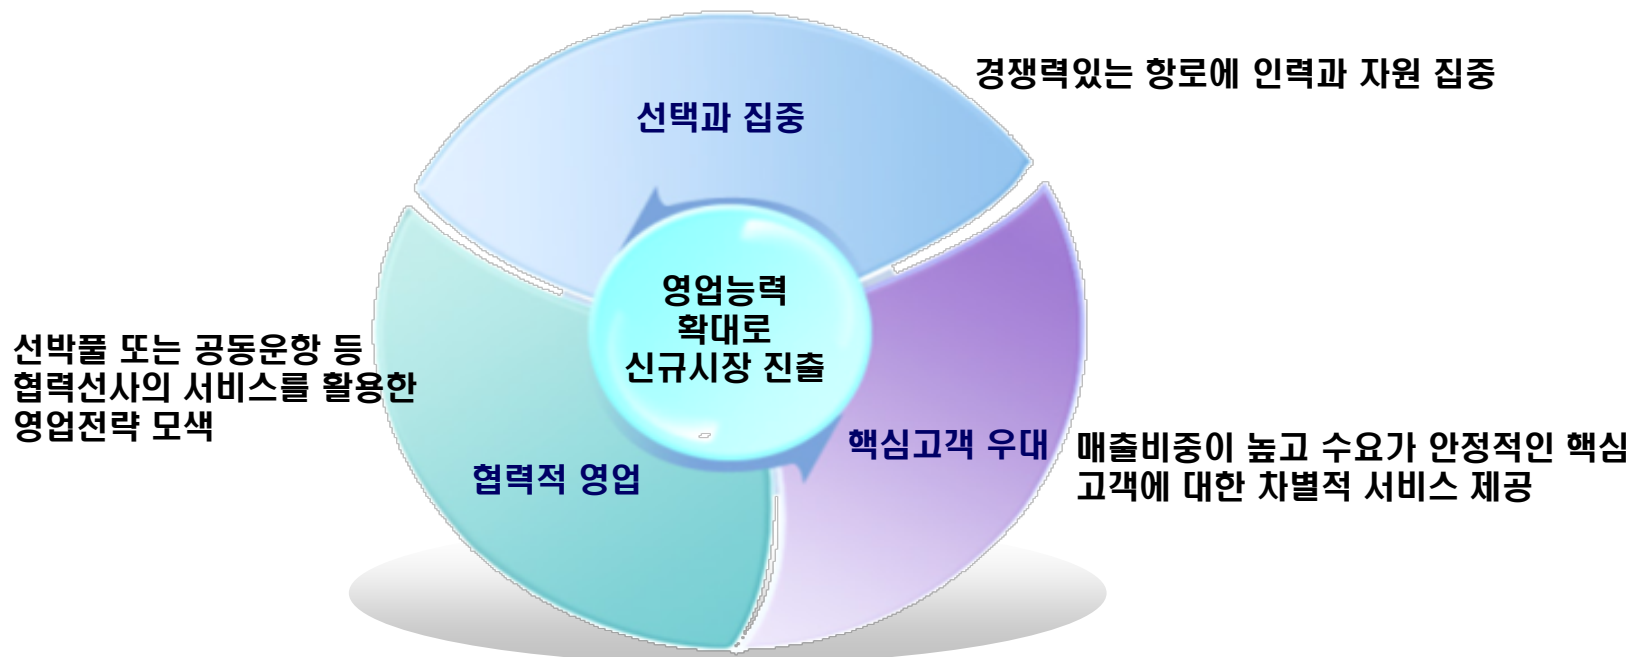 경쟁력있는 항로에 인력과 자원 집중
선택과 집중
영업능력
확대로
신규시장 진출
선박풀 또는 공동운항 등
협력선사의 서비스를 활용한
영업전략 모색
협력적 영업
핵심고객 우대
매출비중이 높고 수요가 안정적인 핵심
고객에 대한 차별적 서비스 제공